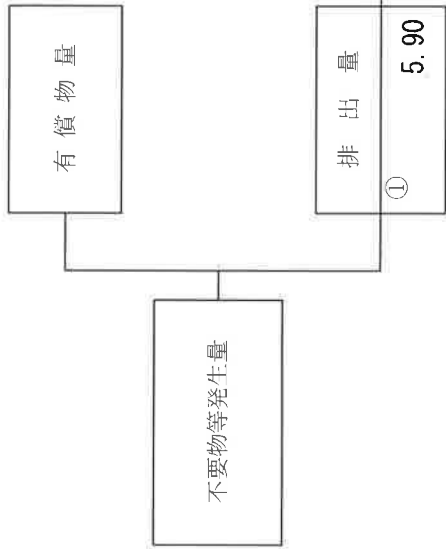 有償物量
不要物等発生量
排出量
①
5.90